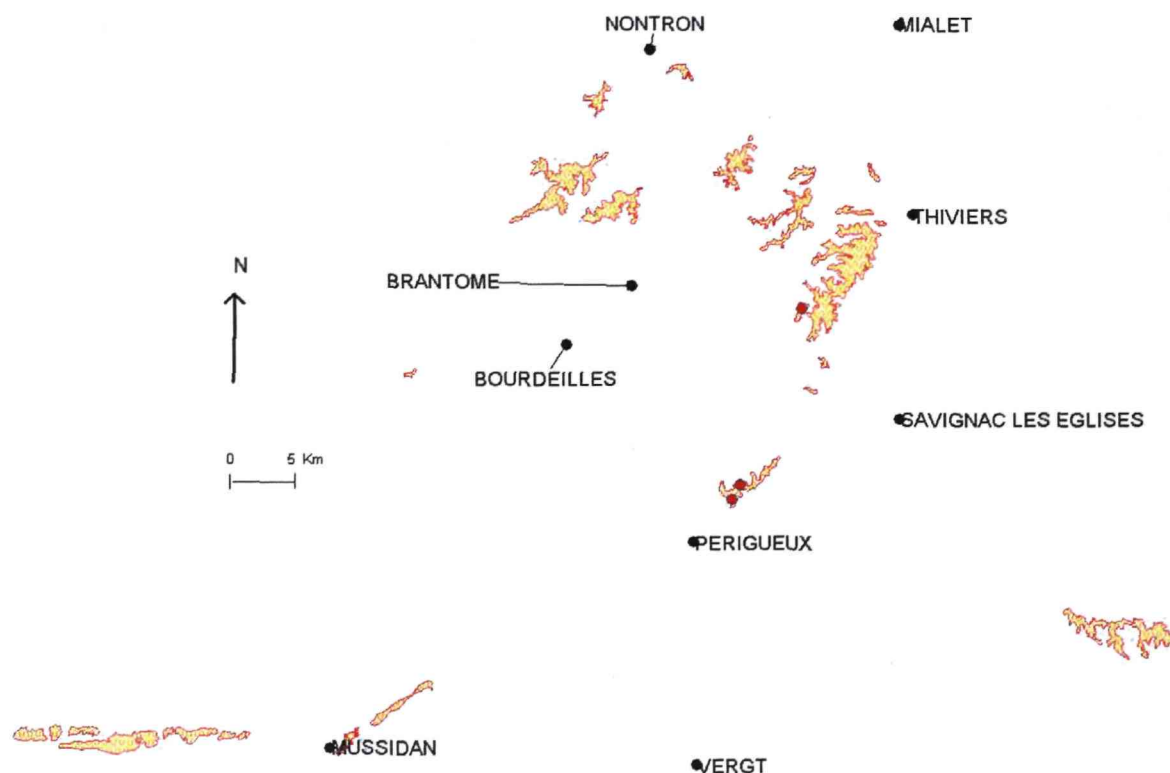 NONTRON
MIALET
THIVIERS
N
BRANTOME
BOURDEILLES
SAVIGNAC LES EGLISES
0 5 Km
PERIGUEUX
MUSSIDAN
VERGT